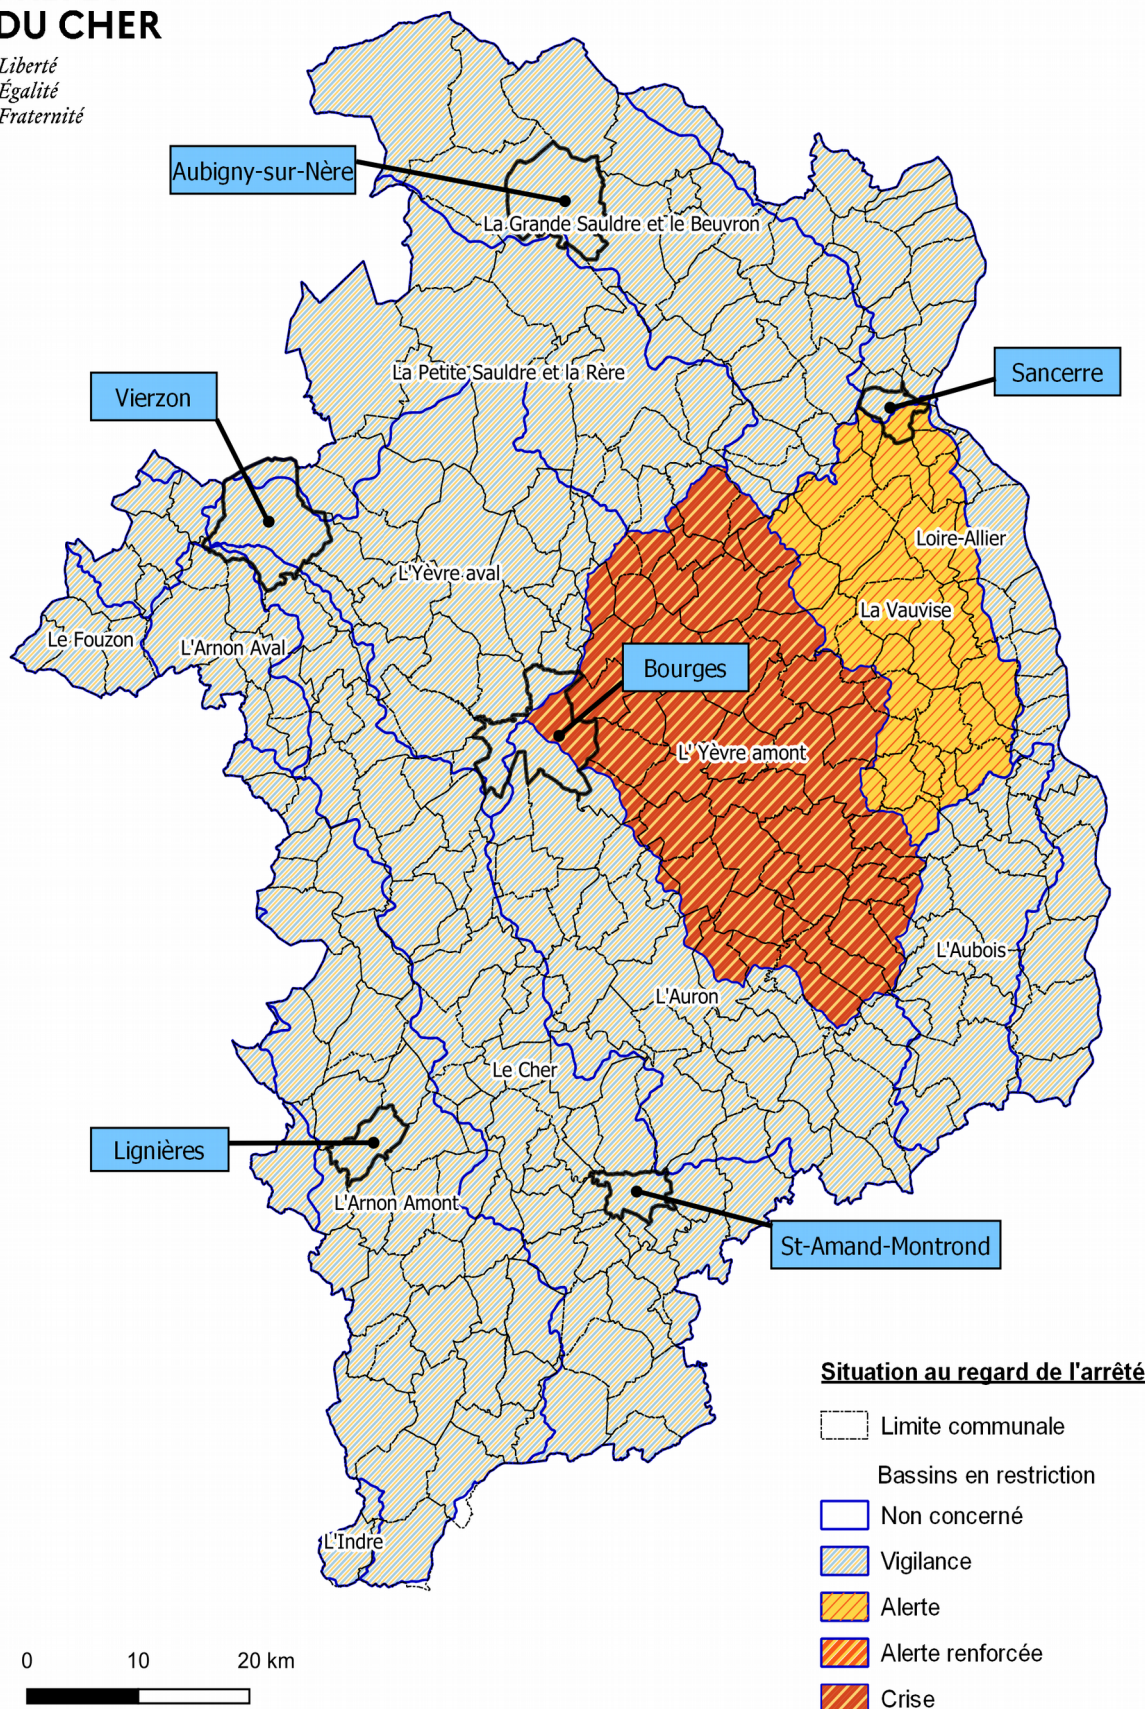 DU CHER
Liberté
Égalité
Fraternité
Aubigny-sur-Nère
La Grande Sauldre et le Beuvron
Sancerre
La Petite Sauldre et la Rère
Vierzon
Loire-Allier
L'Yèvre aval
La Vauvise
Le Fouzon
L'Arnon Aval
Bourges
L' Yèvre amont
L'Aubois
L'Auron
Le Cher
Lignières
L'Arnon Amont
St-Amand-Montrond
L'Indre
Situation au regard de l'arrêté
Limite communale
Bassins en restriction
Non concerné
Vigilance
Alerte
Alerte renforcée
Crise
0 10 20 km